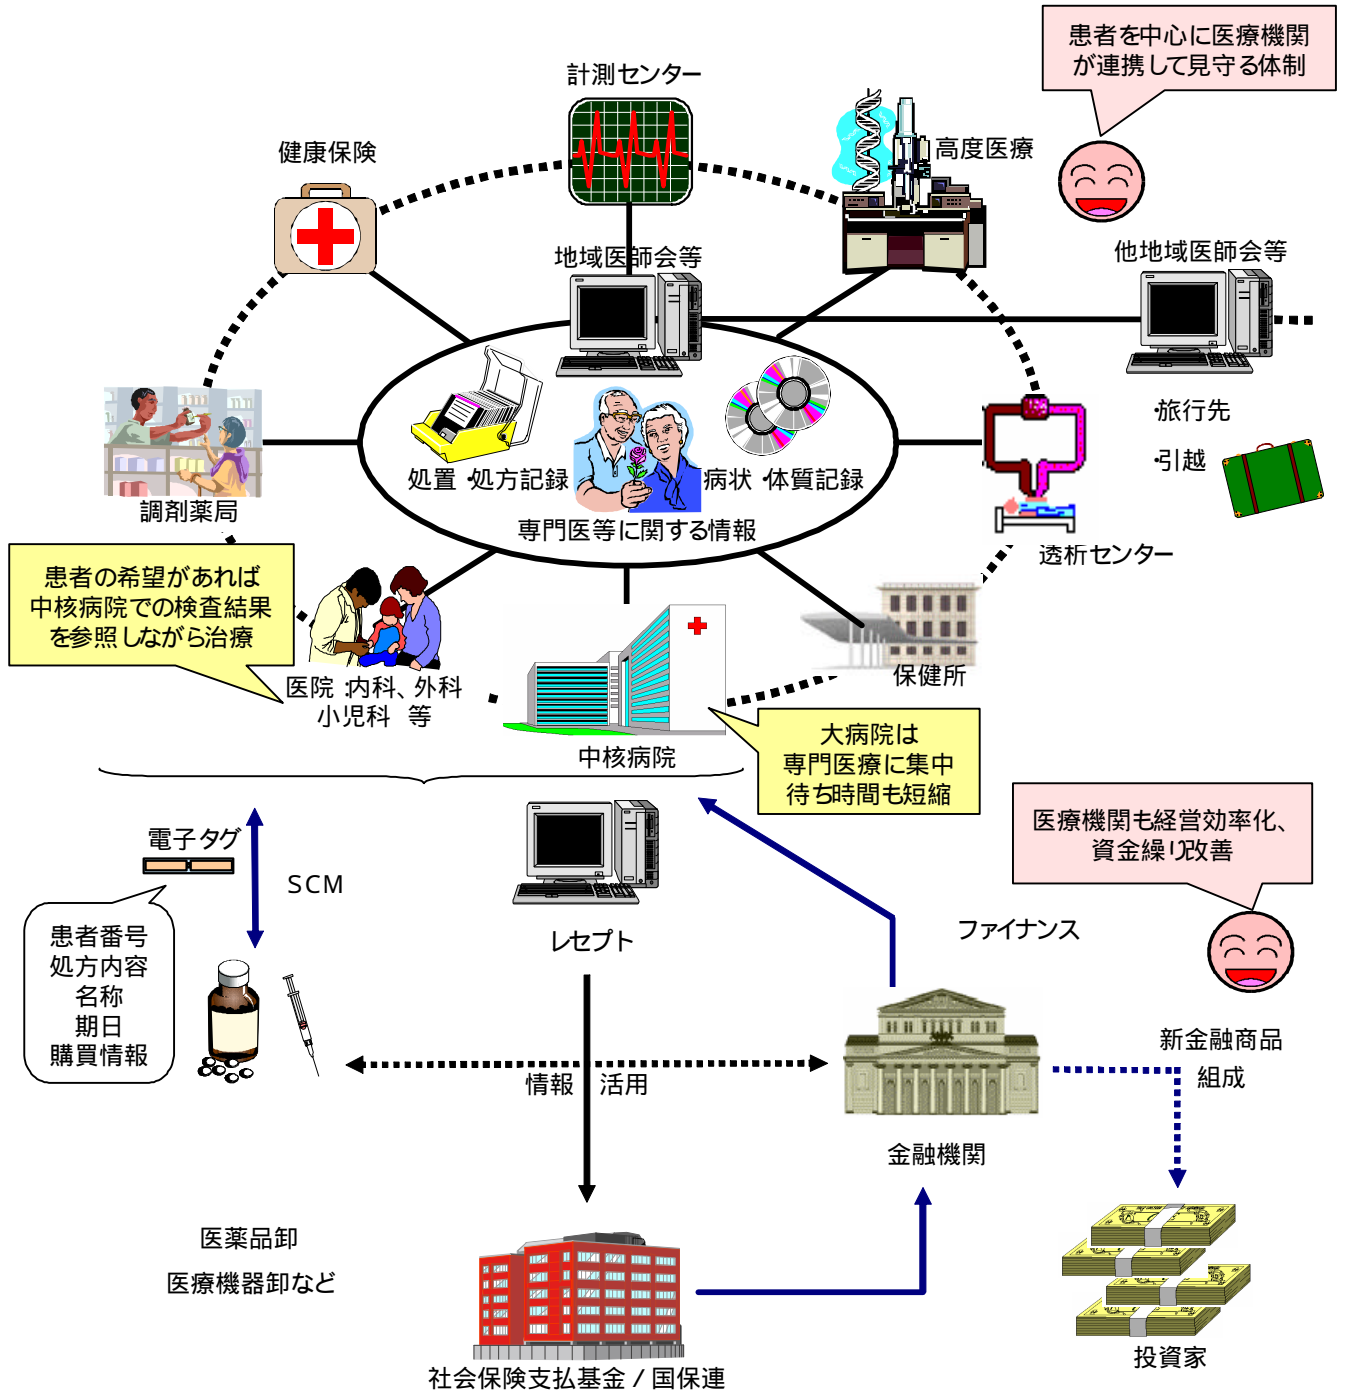 患者を中心に医療機関
が連携して見守る体制
計測センター
健康保険
高度医療
地域医師会等
他地域医師会等
・旅行先
・引越
処置・処方記録
病状・体質記録
専門医等に関する情報
調剤薬局
透析センター
患者の希望があれば
中核病院での検査結果
を参照しながら治療
医院:内科、外科
小児科 等
保健所
中核病院
大病院は
専門医療に集中
待ち時間も短縮
医療機関も経営効率化、
資金繰り改善
電子タグ
SCM
患者番号
処方内容
名称
期日
購買情報
レセプト
ファイナンス
新金融商品
組成
情報 活用
金融機関
医薬品卸
医療機器卸など
社会保険支払基金/国保連
投資家